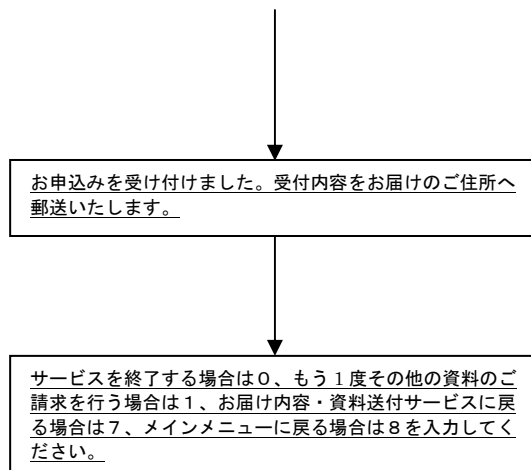 お申込みを受け付けました。受付内容をお届けのご住所へ
郵送いたします。
サービスを終了する場合は０、もう１度その他の資料のご
請求を行う場合は１、お届け内容・資料送付サービスに戻
る場合は７、メインメニューに戻る場合は８を入力してく
ださい。